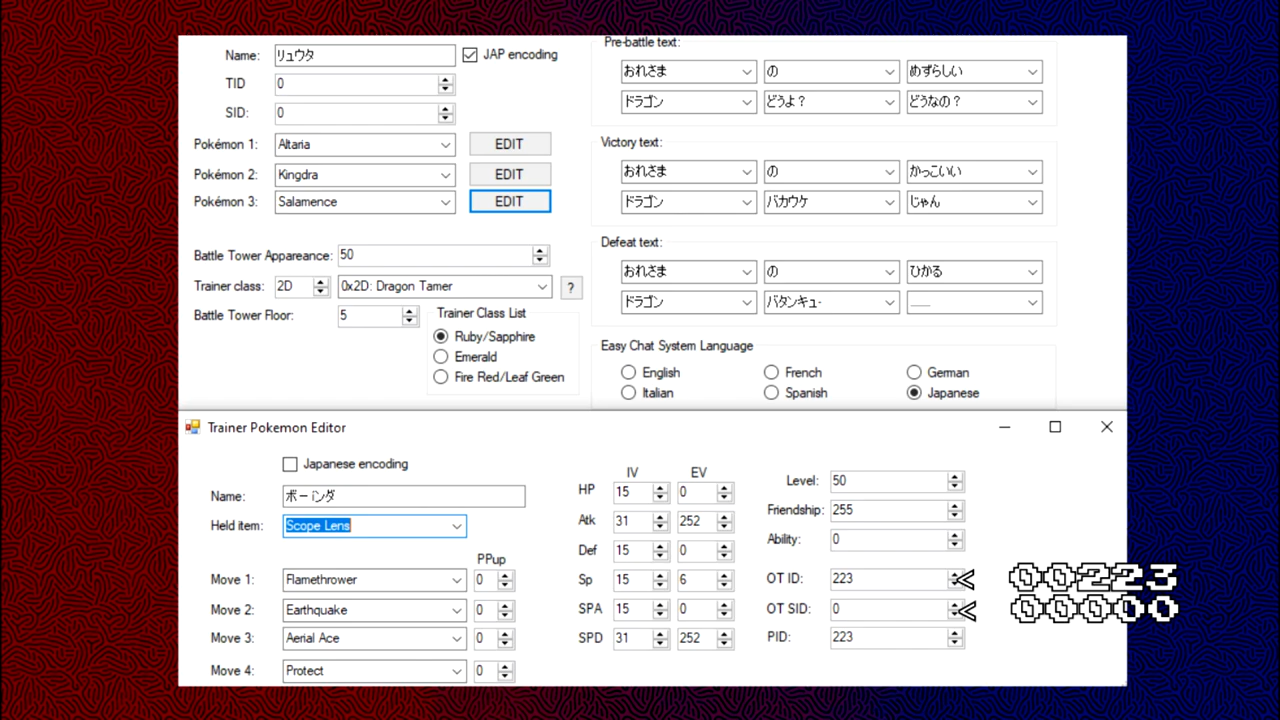 Name: リュウタ JAP encoding
TID 0
SID: 0
Pokémon 1: Altaria EDIT
Pokémon 2: Kingdra EDIT
Pokémon 3: Salamence EDIT
Battle Tower Appareance: 50
Trainer class: 2D 0x2D: Dragon Tamer ?
Battle Tower Floor: 5
Trainer Class List
Ruby/Sapphire
Emerald
Fire Red/Leaf Green
Pre-battle text:
おれさま の めずらしい
ドラゴン どうよ? どうなの?
Victory text:
おれさま の かっこいい
ドラゴン バカウケ じゃん
Defeat text:
おれさま の ひかる
ドラゴン バタンキュー ......
Easy Chat System Language
English French German
Italian Spanish Japanese
Trainer Pokemon Editor
Japanese encoding
Name:
Held item: Scope Lens
PPup
Move 1: Flamethrower 0
Move 2: Earthquake 0
Move 3: Aerial Ace 0
Move 4: Protect 0
IV EV
HP 15 0
Atk 31 252
Def 15 0
Sp 15 6
SPA 15 0
SPD 31 252
Level: 50
Friendship: 255
Ability: 0
OT ID: 223
OT SID: 0
PID: 223
00223
00000